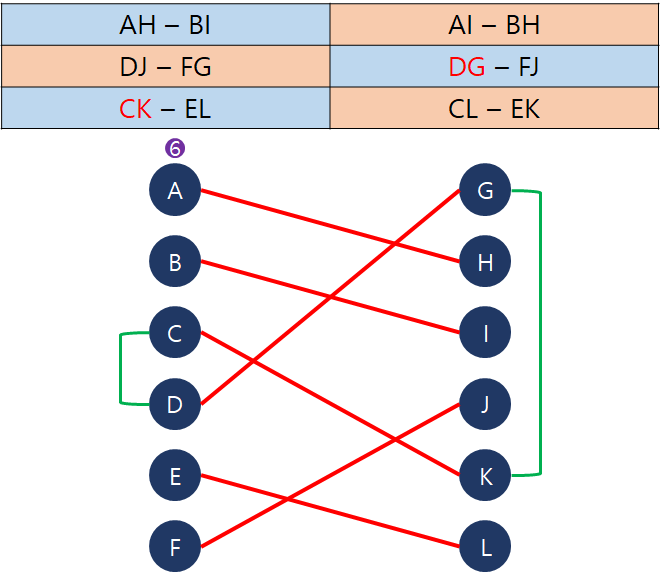 AH – BI AI – BH
DJ – FG DG – FJ
CK – EL CL – EK
6
A G
B H
C I
D J
E K
F L